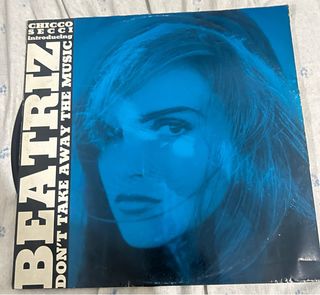 CHICCO
SECCI
introducing
BEATRIZ
DON'T TAKE AWAY THE MUSIC